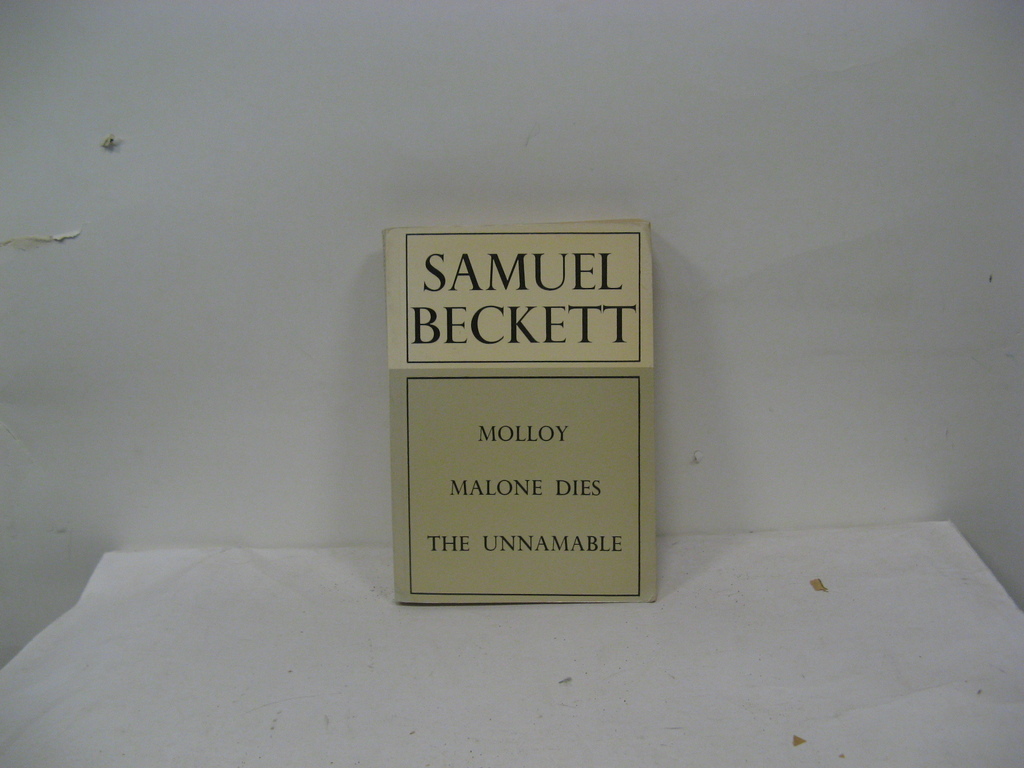 SAMUEL
BECKETT
MOLLOY
MALONE DIES
THE UNNAMABLE